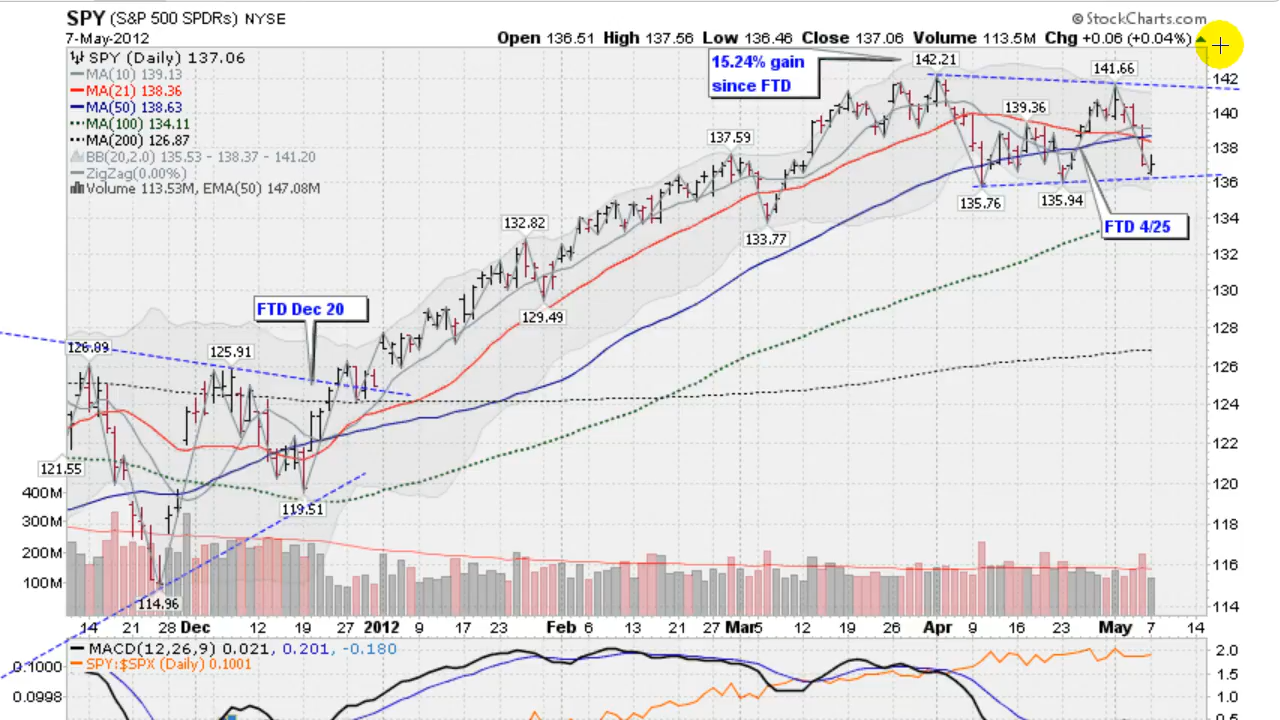 SPY (S&P 500 SPDRs) NYSE
© StockCharts.com
7-May-2012
Open 136.51 High 137.56 Low 136.46 Close 137.06 Volume 113.5M Chg +0.06 (+0.04%)
SPY (Daily) 137.06
MA(10) 139.13
MA(21) 138.36
MA(50) 138.63
MA(100) 134.11
MA(200) 126.87
BB(20,2.0) 135.53 - 138.37 - 141.20
ZigZag(0.00%)
Volume 113.53M, EMA(50) 147.08M
15.24% gain
since FTD
142.21
141.66
139.36
137.59
135.76
135.94
FTD 4/25
133.77
132.82
129.49
FTD Dec 20
126.89
125.91
121.55
119.51
114.96
142
140
138
136
134
132
130
128
126
124
122
120
118
116
114
400M
300M
200M
100M
14 21 28 Dec 12 19 27 2012 9 17 23 Feb 6 13 21 27 Mar 5 12 19 26 Apr 9 16 23 May 7 14
MACD(12,26,9) 0.021, 0.201, -0.180
SPY:$SPX (Daily) 0.1001
0.1000
0.0998
2.0
1.5
1.0
0.5